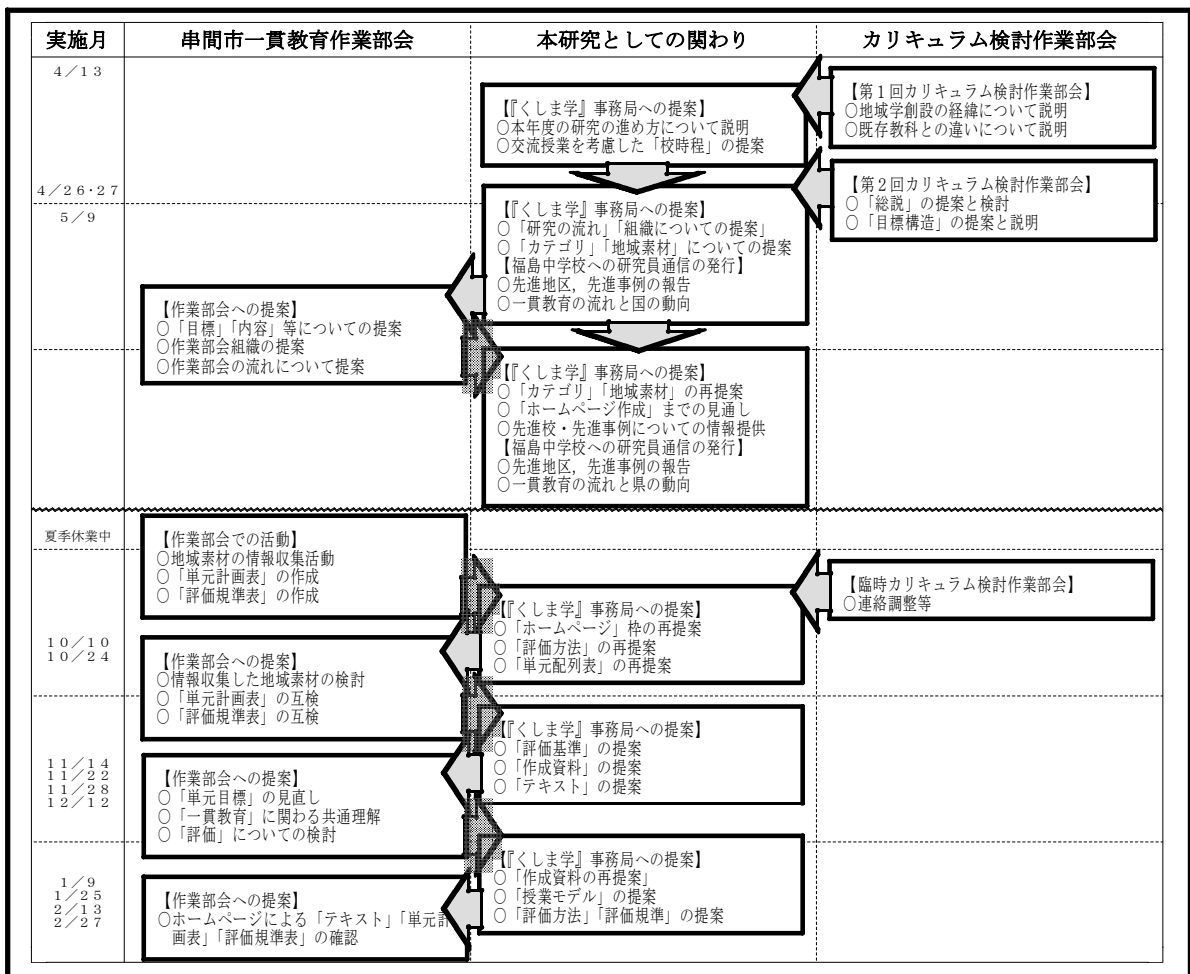 実施月 串間市一貫教育作業部会 本研究としての関わり カリキュラム検討作業部会
4／13
【第1回カリキュラム検討作業部会】
○地域学創設の経緯について説明
○既存教科との違いについて説明
【『くしま学』事務局への提案】
○本年度の研究の進め方について説明
○交流授業を考慮した「校時程」の提案
4／26・27
【第2回カリキュラム検討作業部会】
○「総説」の提案と検討
○「目標構造」の提案と説明
5／9
【『くしま学』事務局への提案】
○「研究の流れ」「組織についての提案」
○「カテゴリ」「地域素材」についての提案
【福島中学校への研究員通信の発行】
○先進地区，先進事例の報告
○一貫教育の流れと国の動向
【作業部会への提案】
○「目標」「内容」等についての提案
○作業部会組織の提案
○作業部会の流れについて提案
【『くしま学』事務局への提案】
○「カテゴリ」「地域素材」の再提案
○「ホームページ作成」までの見通し
○先進校・先進事例についての情報提供
【福島中学校への研究員通信の発行】
○先進地区，先進事例の報告
○一貫教育の流れと県の動向
夏季休業中
【作業部会での活動】
○地域素材の情報収集活動
○「単元計画表」の作成
○「評価規準表」の作成
【臨時カリキュラム検討作業部会】
○連絡調整等
【『くしま学』事務局への提案】
○「ホームページ」枠の再提案
○「評価方法」の再提案
○「単元配列表」の再提案
10／10
10／24
【作業部会への提案】
○情報収集した地域素材の検討
○「単元計画表」の互検
○「評価規準表」の互検
【『くしま学』事務局への提案】
○「評価基準」の提案
○「作成資料」の提案
○「テキスト」の提案
11／14
11／22
11／28
12／12
【作業部会への提案】
○「単元目標」の見直し
○「一貫教育」に関わる共通理解
○「評価」についての検討
【『くしま学』事務局への提案】
○「作成資料の再提案」
○「授業モデル」の提案
○「評価方法」「評価規準」の提案
1／9
1／25
2／13
2／27
【作業部会への提案】
○ホームページによる「テキスト」「単元計
画表」「評価規準表」の確認